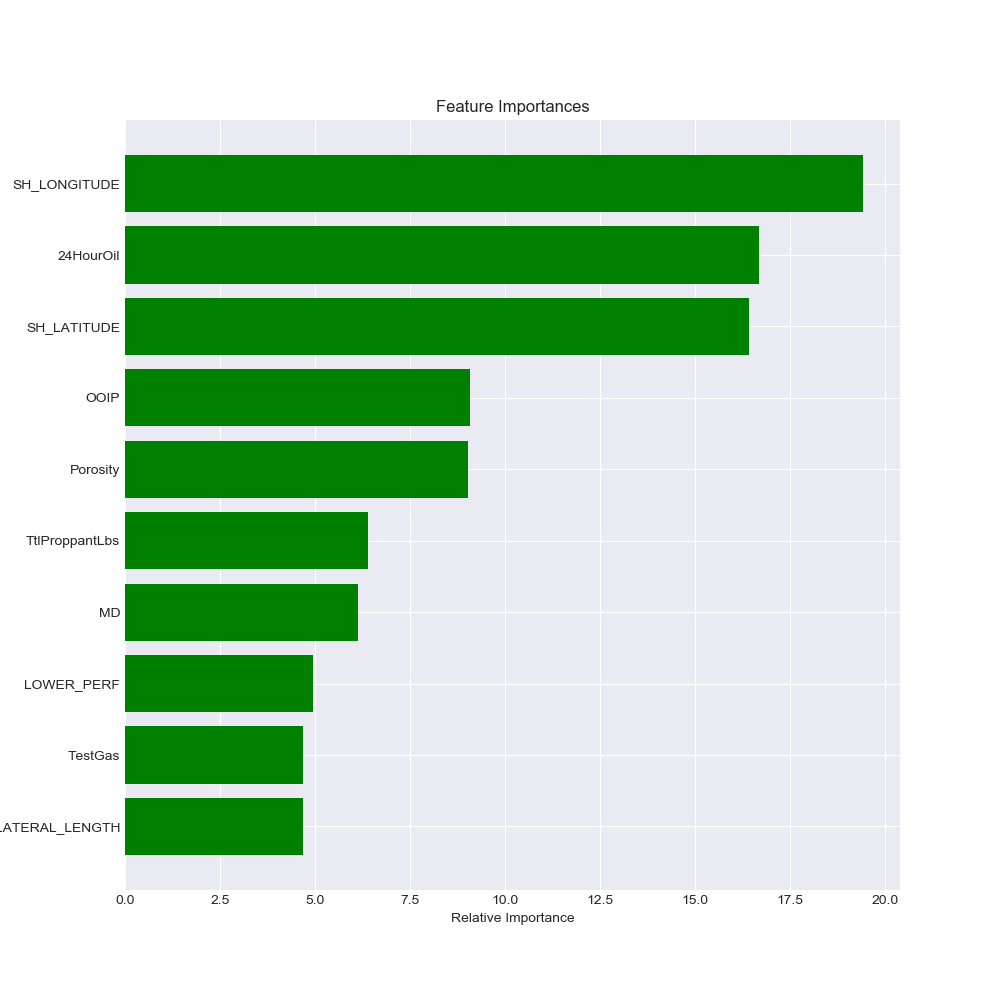 Feature Importances
SH_LONGITUDE
24HourOil
SH_LATITUDE
OOIP
Porosity
TtlProppantLbs
MD
LOWER_PERF
TestGas
LATERAL_LENGTH
0.0 2.5 5.0 7.5 10.0 12.5 15.0 17.5 20.0
Relative Importance